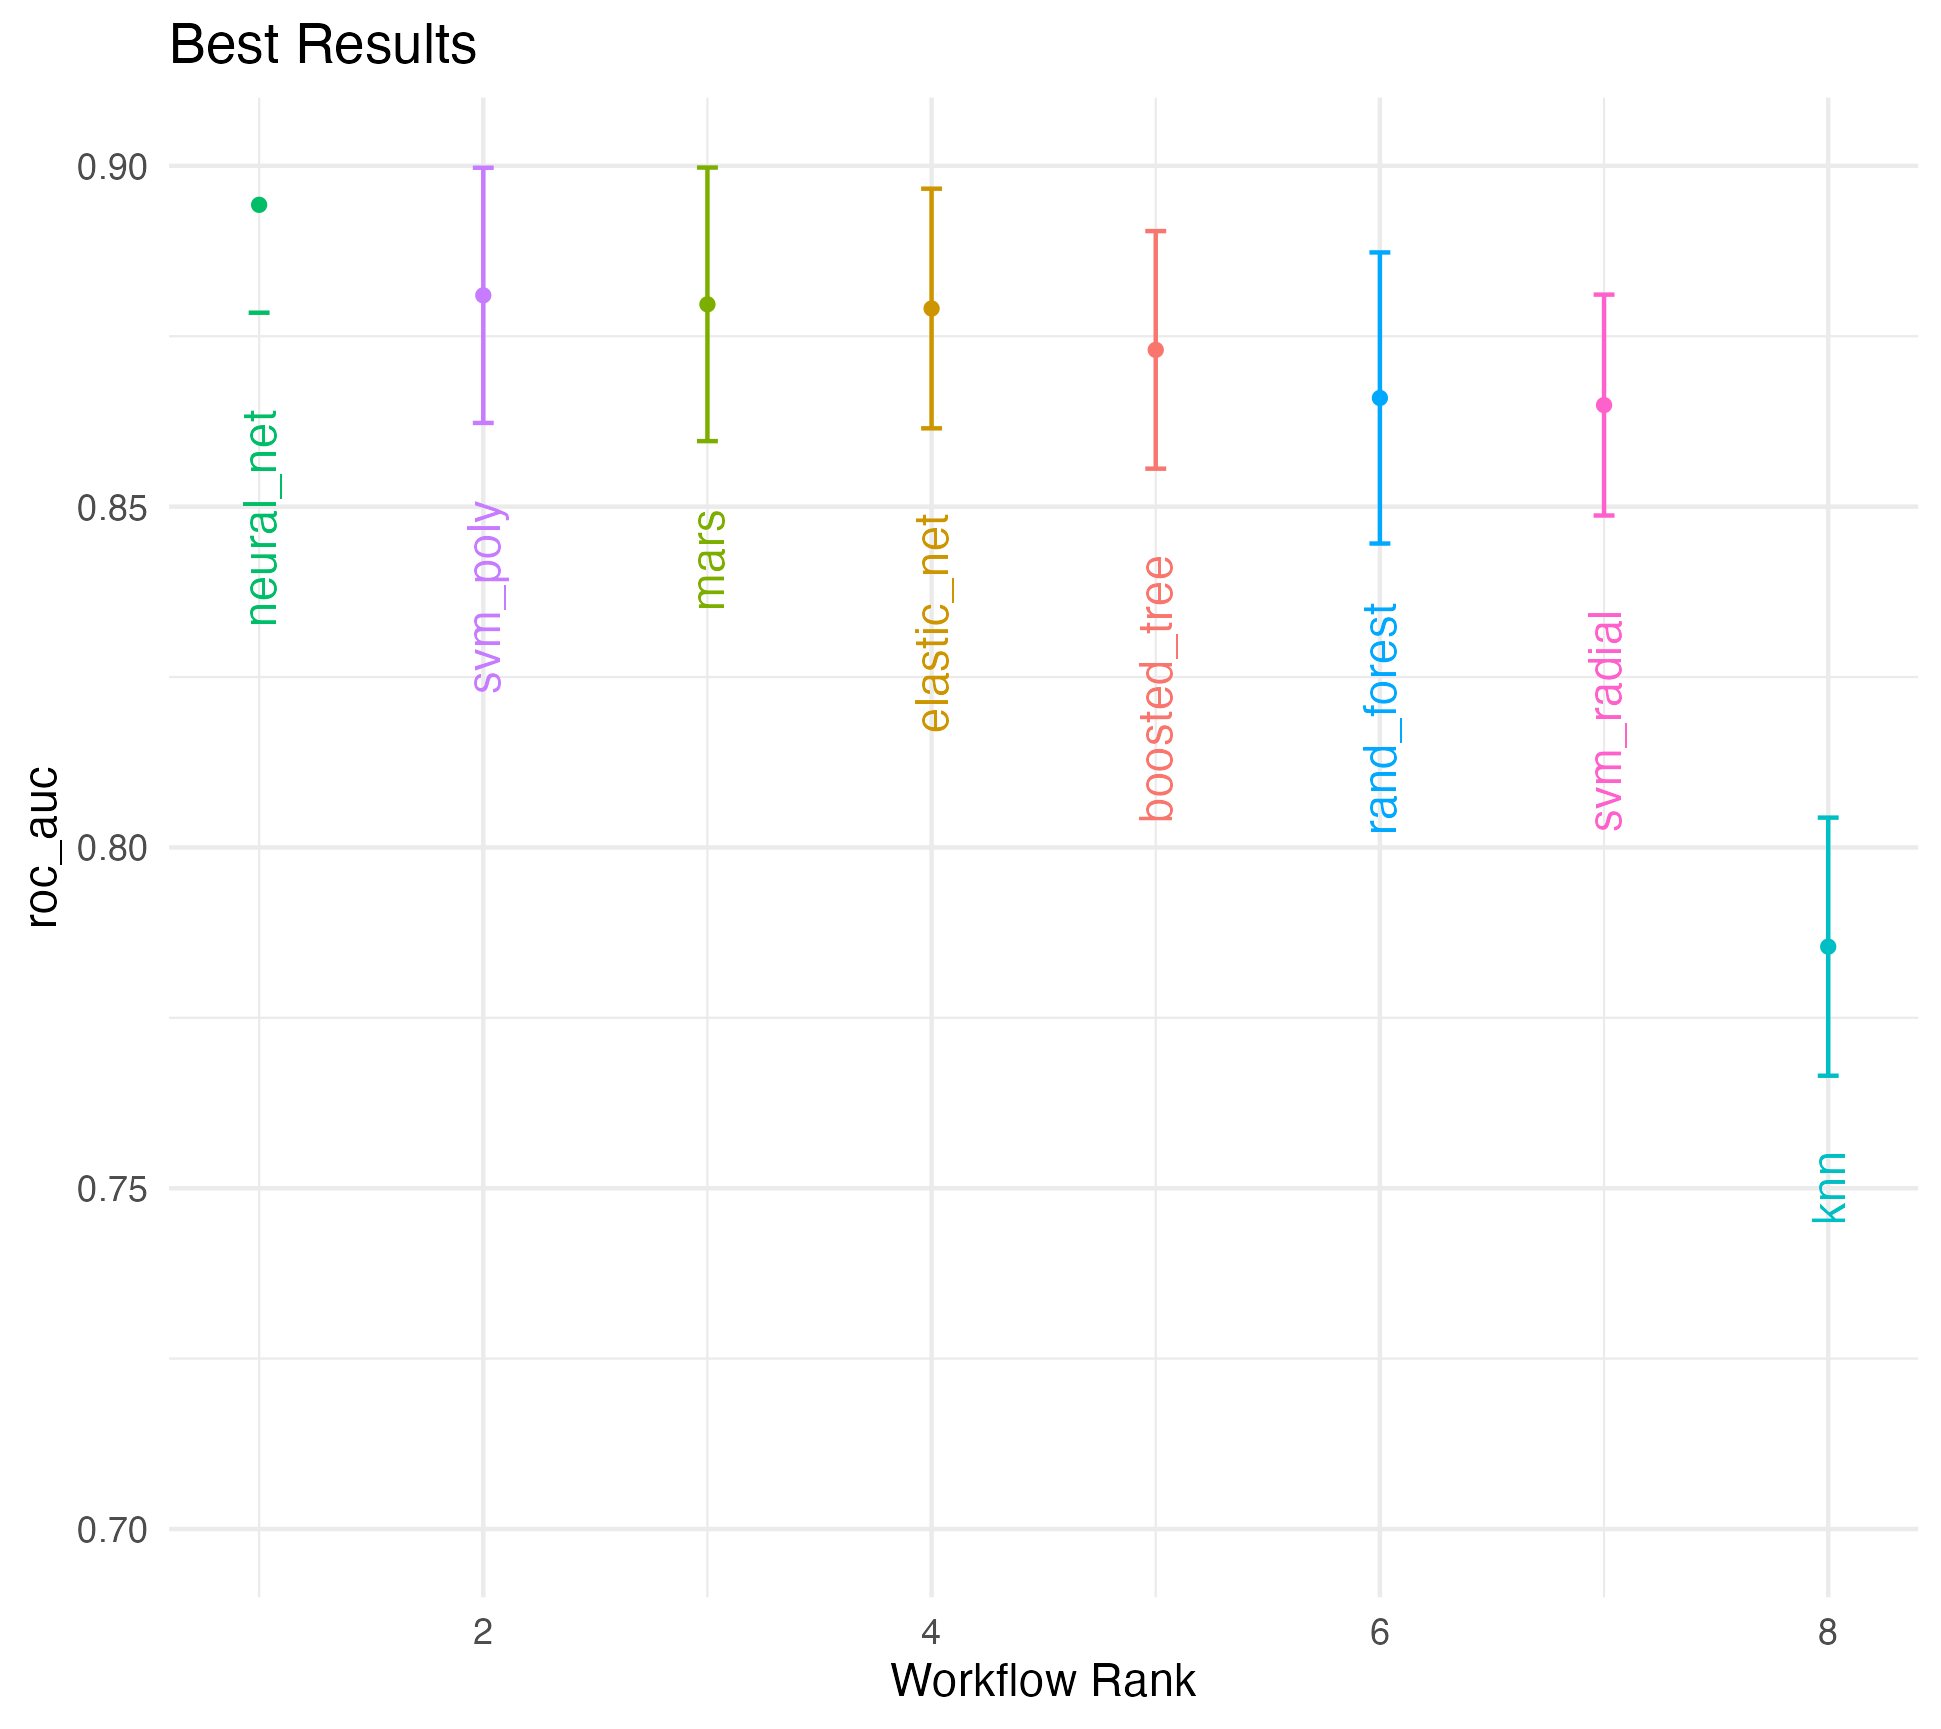 Best Results
roc_auc
0.90
0.85
0.80
0.75
0.70
neural_net
svm_poly
mars
elastic_net
boosted_tree
rand_forest
svm_radial
knn
2 4 6 8
Workflow Rank